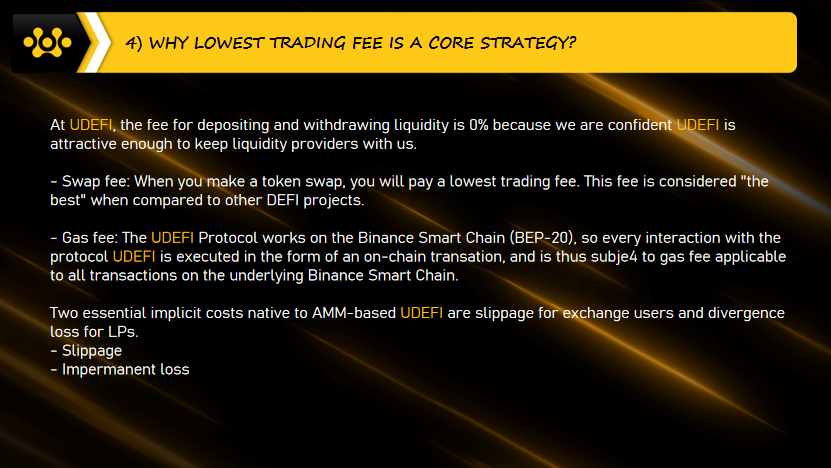 4) WHY LOWEST TRADING FEE IS A CORE STRATEGY?
At UDEFI, the fee for depositing and withdrawing liquidity is 0% because we are confident UDEFI is
attractive enough to keep liquidity providers with us.
- Swap fee: When you make a token swap, you will pay a lowest trading fee. This fee is considered "the
best" when compared to other DEFI projects.
- Gas fee: The UDEFI Protocol works on the Binance Smart Chain (BEP-20), so every interaction with the
protocol UDEFI is executed in the form of an on-chain transation, and is thus subje4 to gas fee applicable
to all transactions on the underlying Binance Smart Chain.
Two essential implicit costs native to AMM-based UDEFI are slippage for exchange users and divergence
loss for LPs.
- Slippage
- Impermanent loss